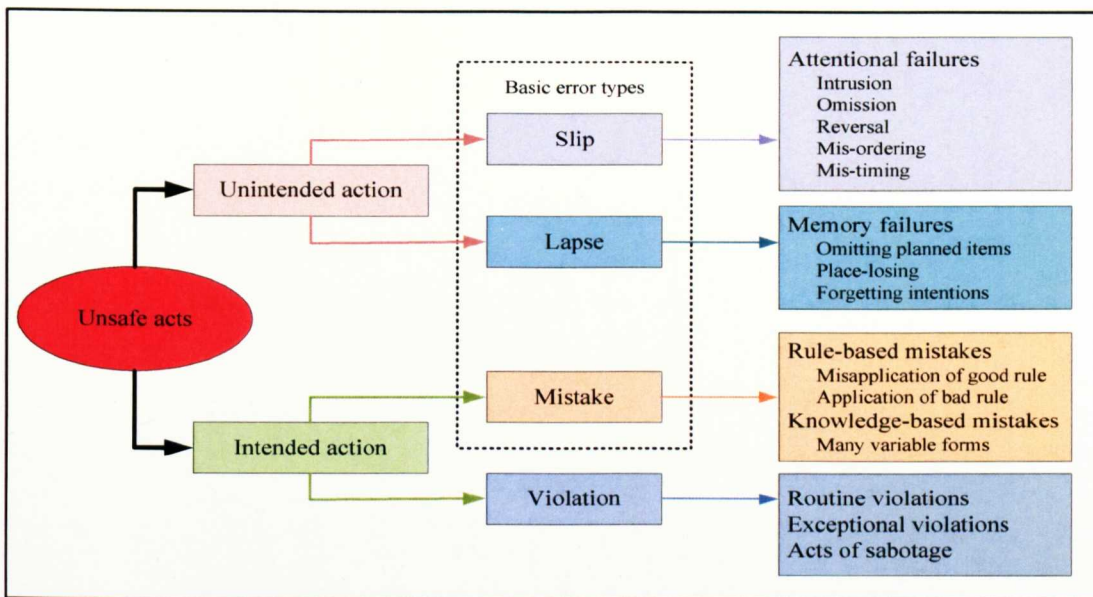 Basic error types
Unsafe acts
Unintended action
Intended action
Slip
Lapse
Mistake
Violation
Attentional failures
Intrusion
Omission
Reversal
Mis-ordering
Mis-timing
Memory failures
Omitting planned items
Place-losing
Forgetting intentions
Rule-based mistakes
Misapplication of good rule
Application of bad rule
Knowledge-based mistakes
Many variable forms
Routine violations
Exceptional violations
Acts of sabotage